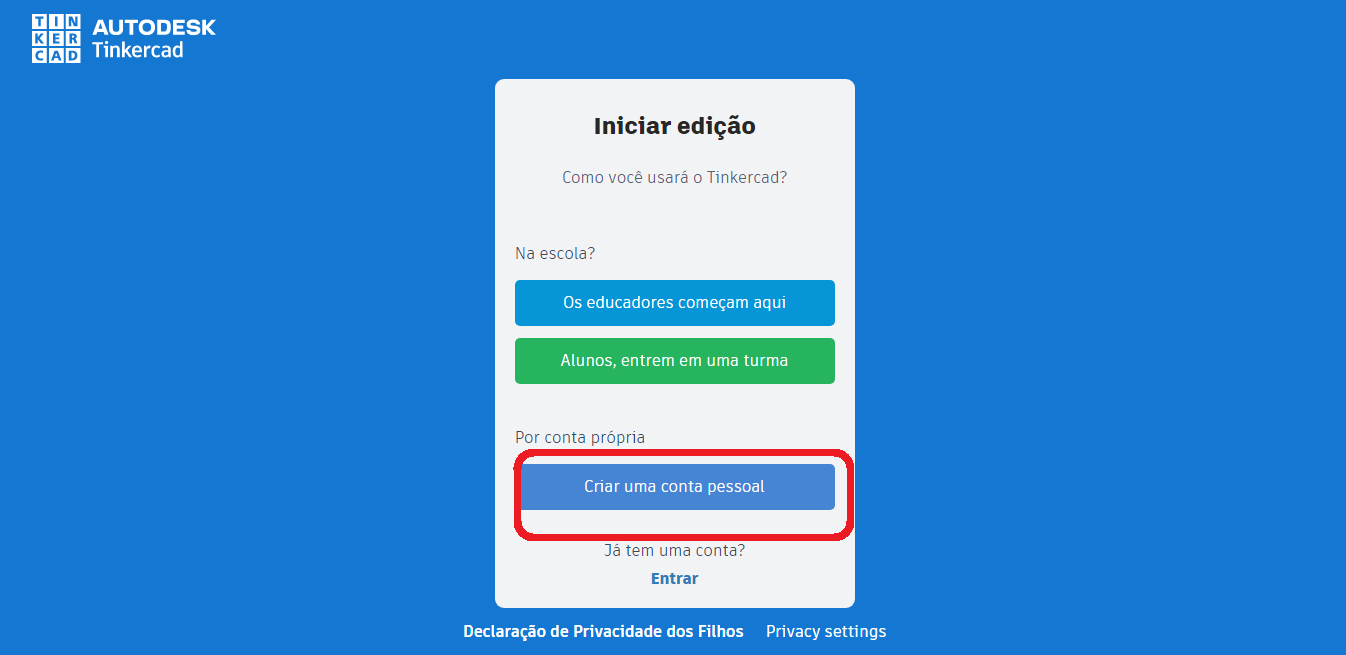 TIN
KER
CAD
AUTODESK
Tinkercad
Iniciar edição
Como você usará o Tinkercad?
Na escola?
Os educadores começam aqui
Alunos, entrem em uma turma
Por conta própria
Criar uma conta pessoal
Já tem uma conta?
Entrar
Declaração de Privacidade dos Filhos Privacy settings